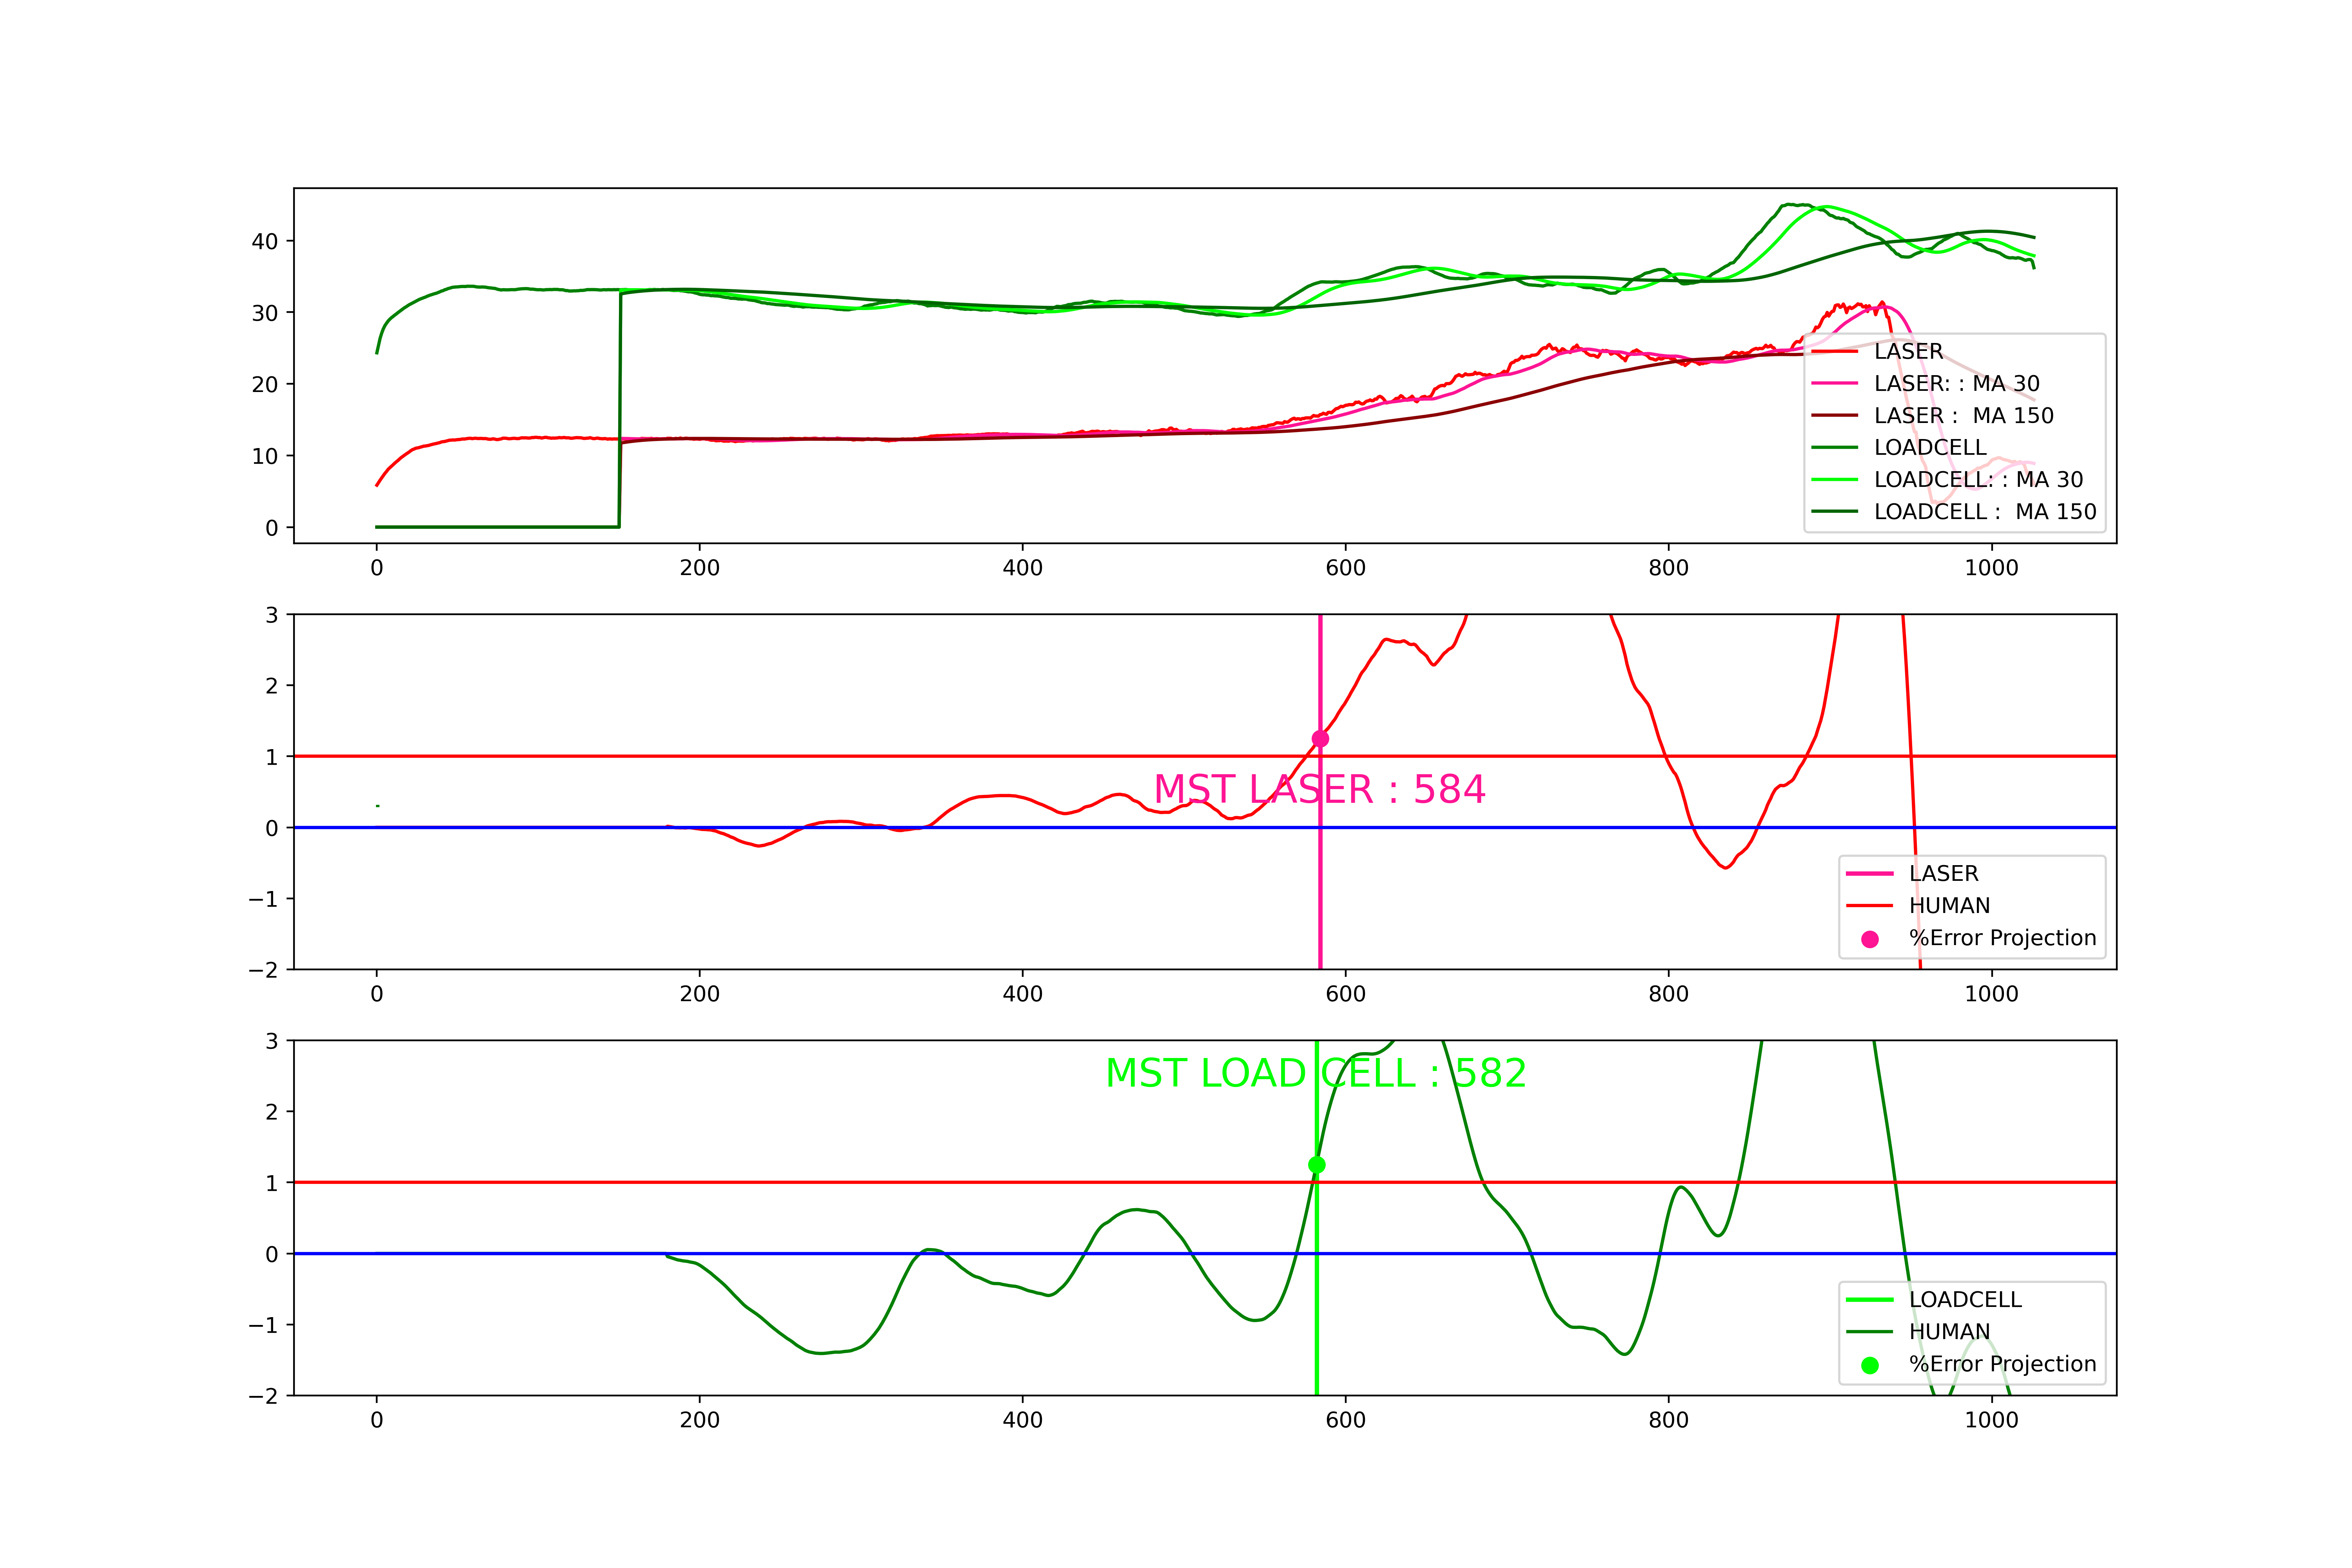 40
30
20
10
0
LASER
LASER: : MA 30
LASER :  MA 150
LOADCELL
LOADCELL: : MA 30
LOADCELL :  MA 150
0 200 400 600 800 1000
3
2
1
0
−1
−2
MST LASER : 584
LASER
HUMAN
%Error Projection
0 200 400 600 800 1000
3
2
1
0
−1
−2
MST LOAD CELL : 582
LOADCELL
HUMAN
%Error Projection
0 200 400 600 800 1000